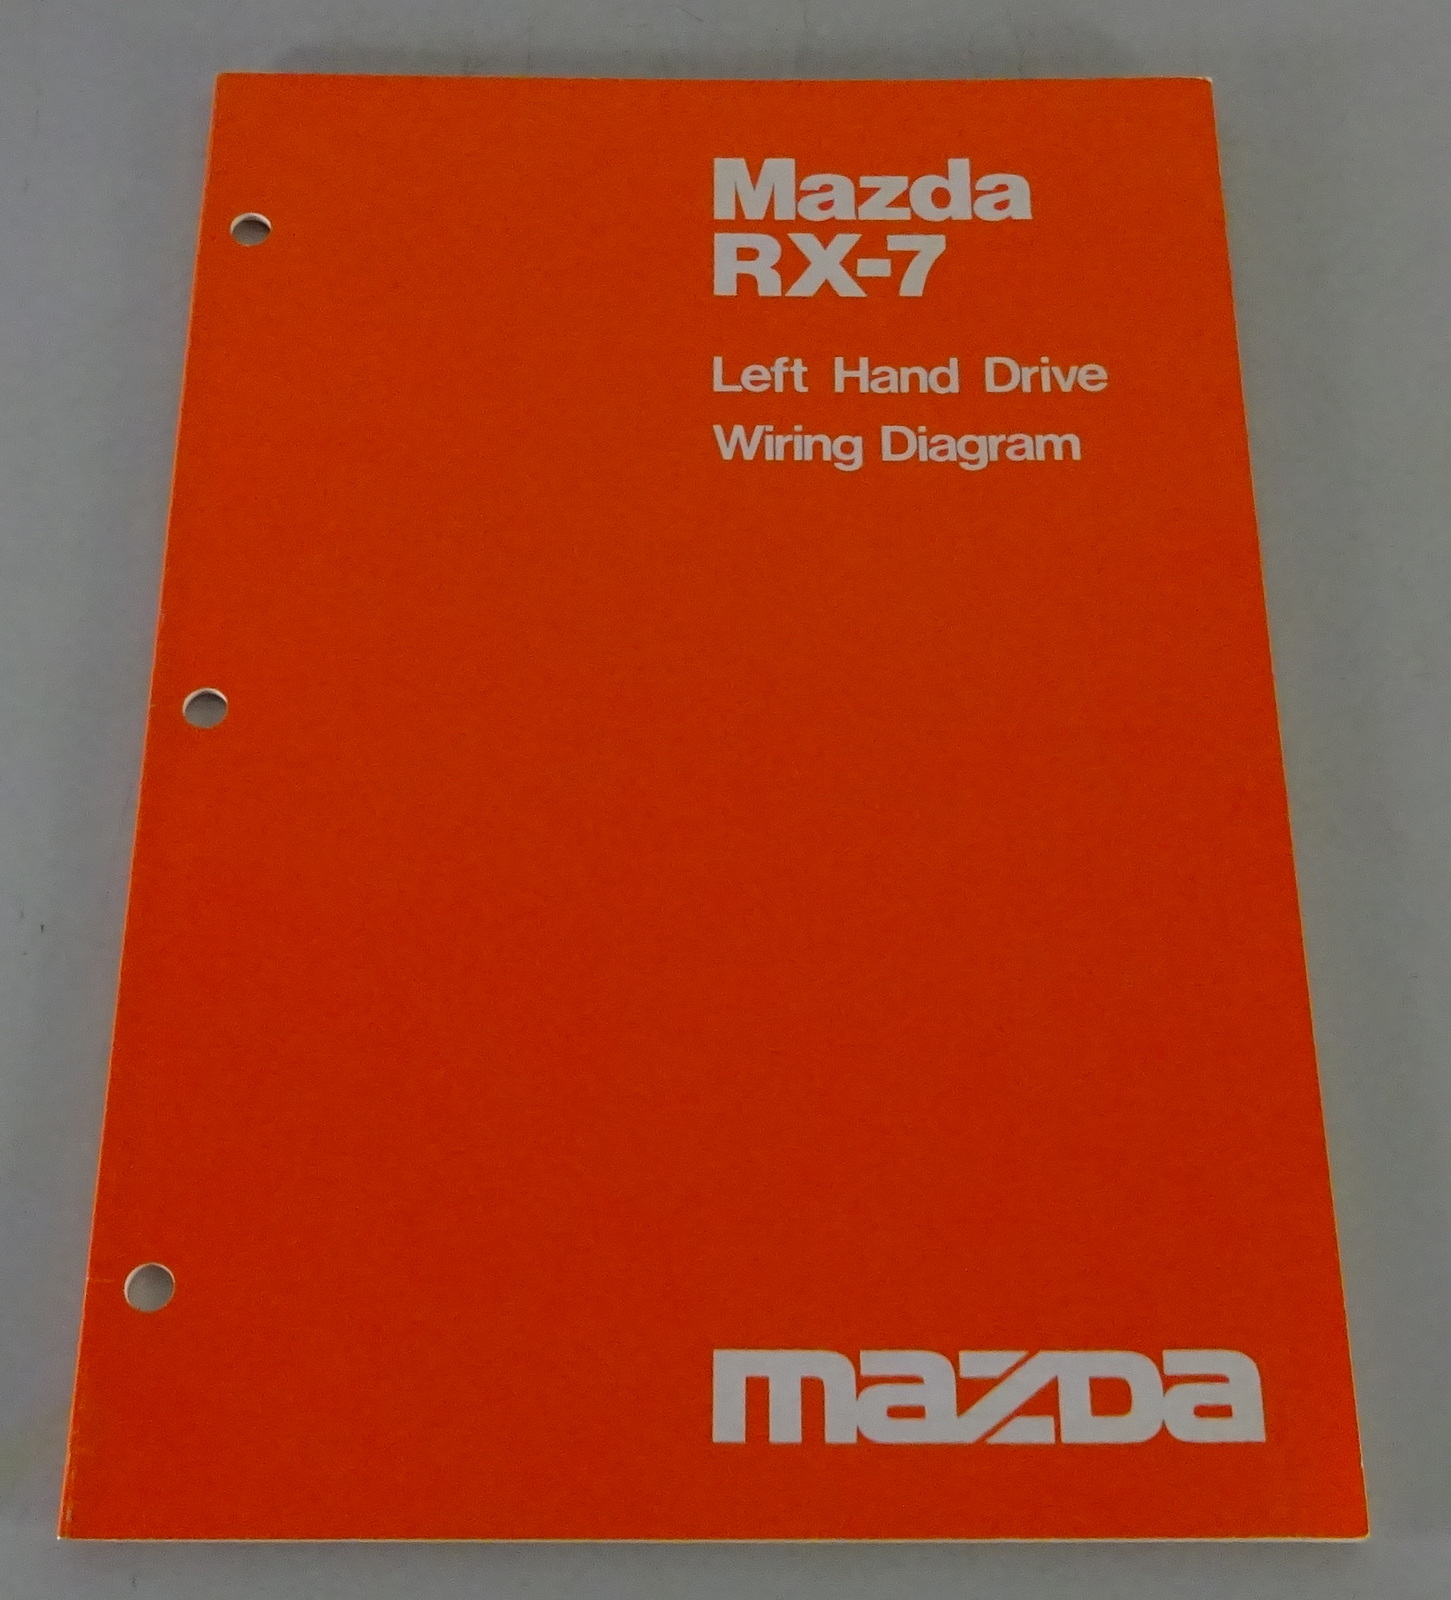 Mazda
RX-7
Left Hand Drive
Wiring Diagram
mazda